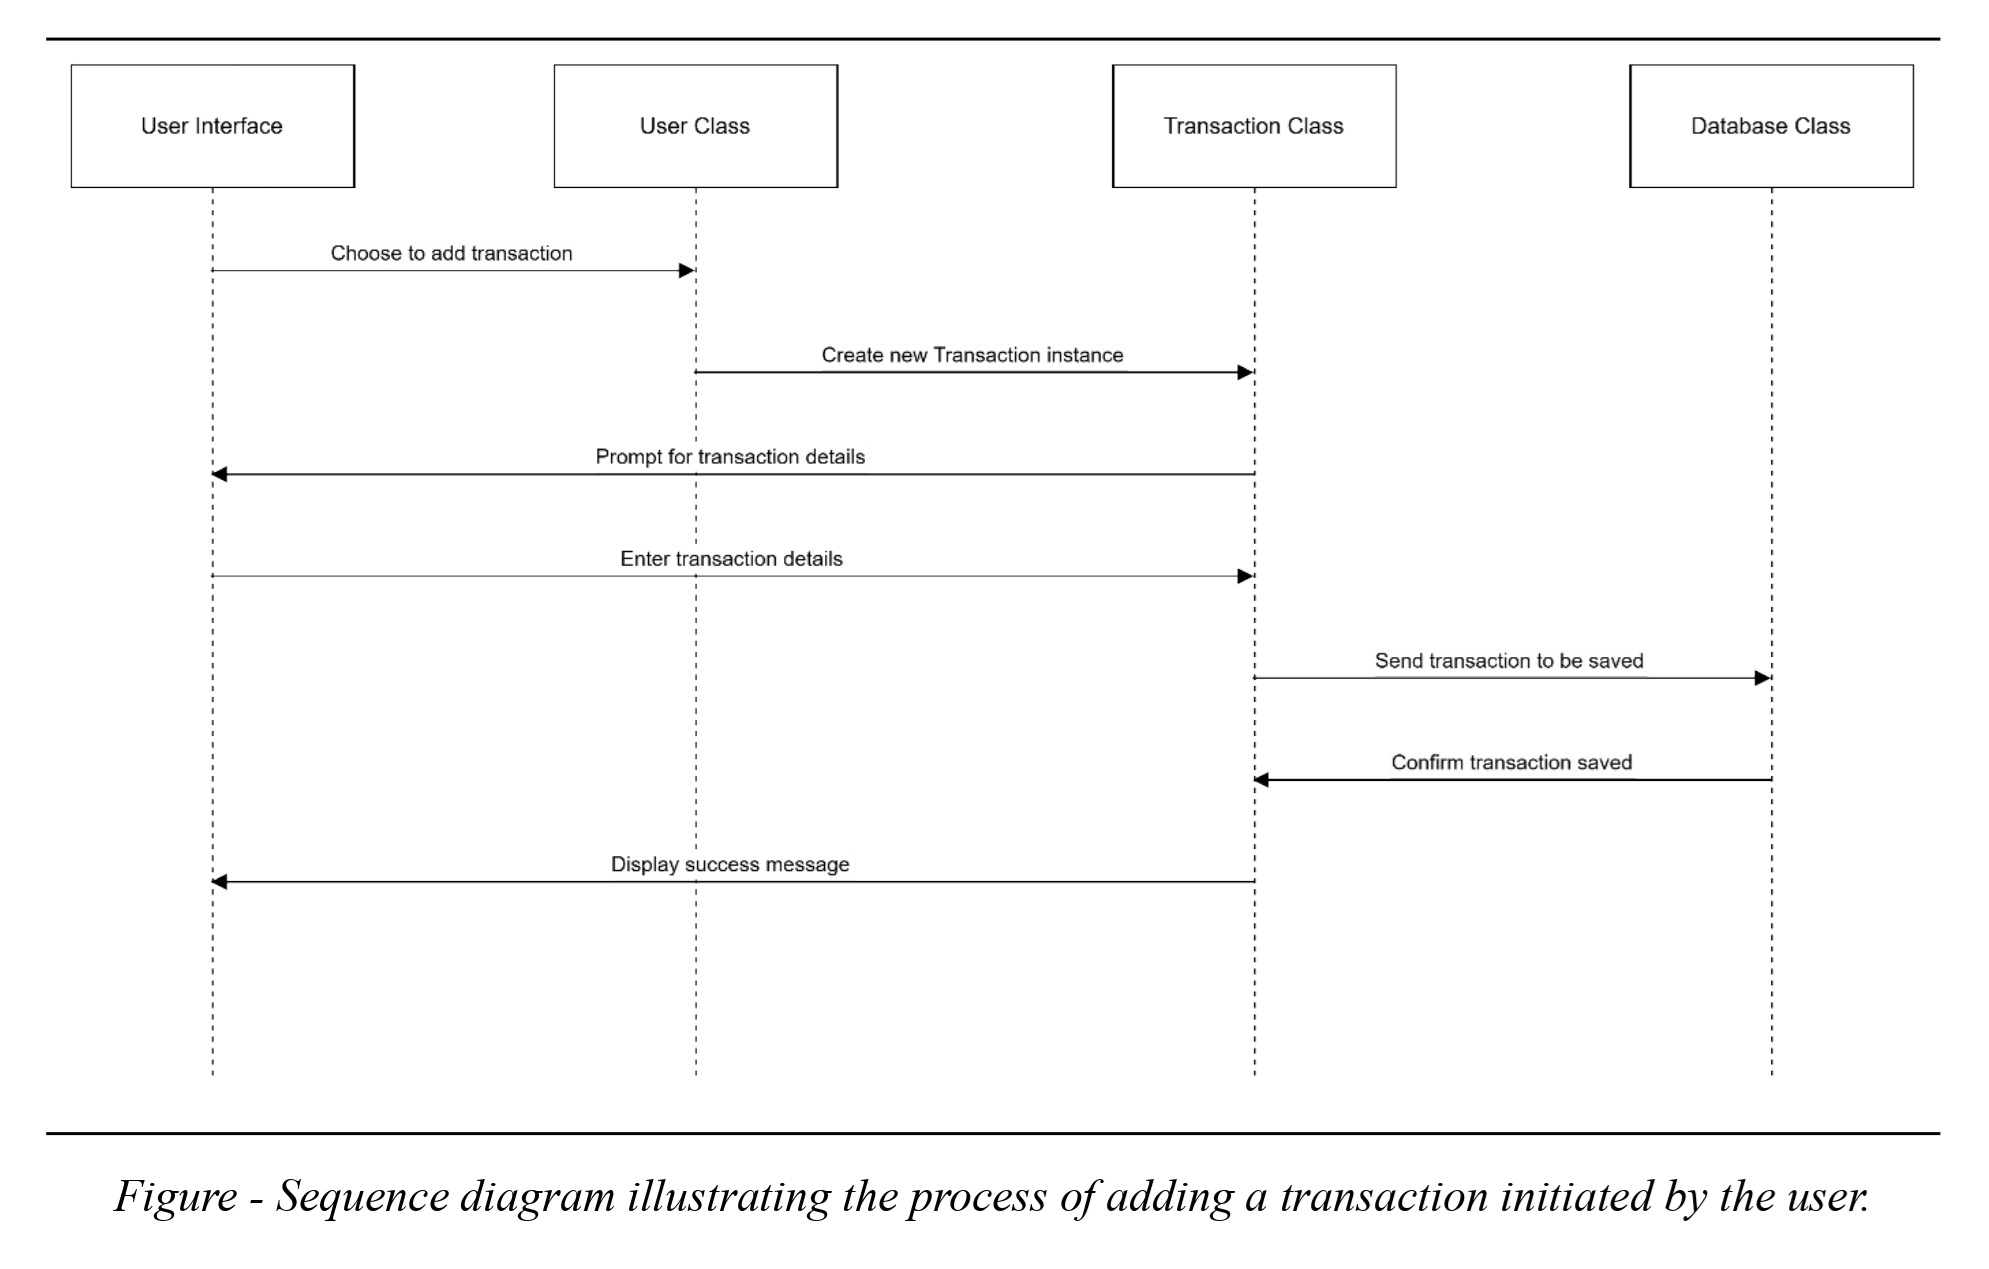 User Interface
User Class
Transaction Class
Database Class
Choose to add transaction
Create new Transaction instance
Prompt for transaction details
Enter transaction details
Send transaction to be saved
Confirm transaction saved
Display success message
Figure - Sequence diagram illustrating the process of adding a transaction initiated by the user.